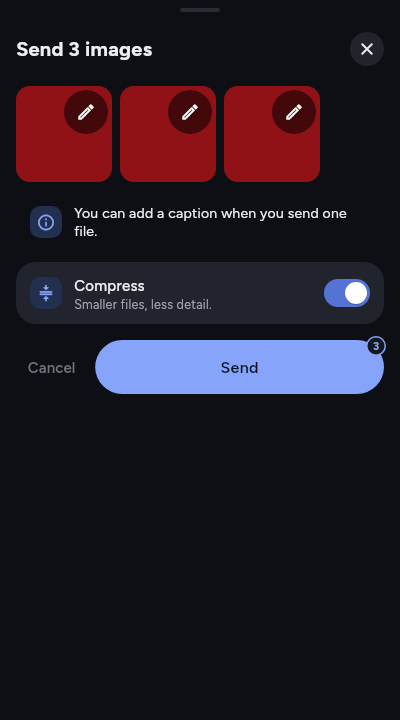 Send 3 images
You can add a caption when you send one
file.
Compress
Smaller files, less detail.
3
Cancel
Send